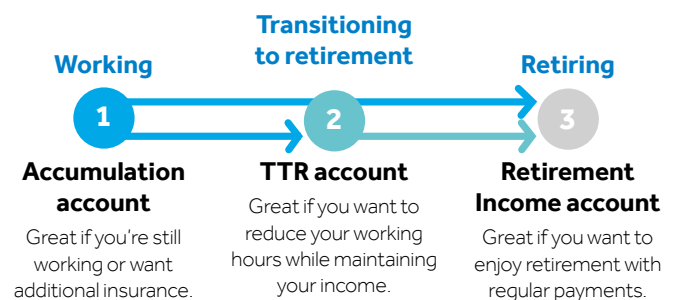 Working
Transitioning
to retirement
Retiring
1
2
3
Accumulation
account
Great if you're still
working or want
additional insurance.
TTR account
Great if you want to
reduce your working
hours while maintaining
your income.
Retirement
Income account
Great if you want to
enjoy retirement with
regular payments.